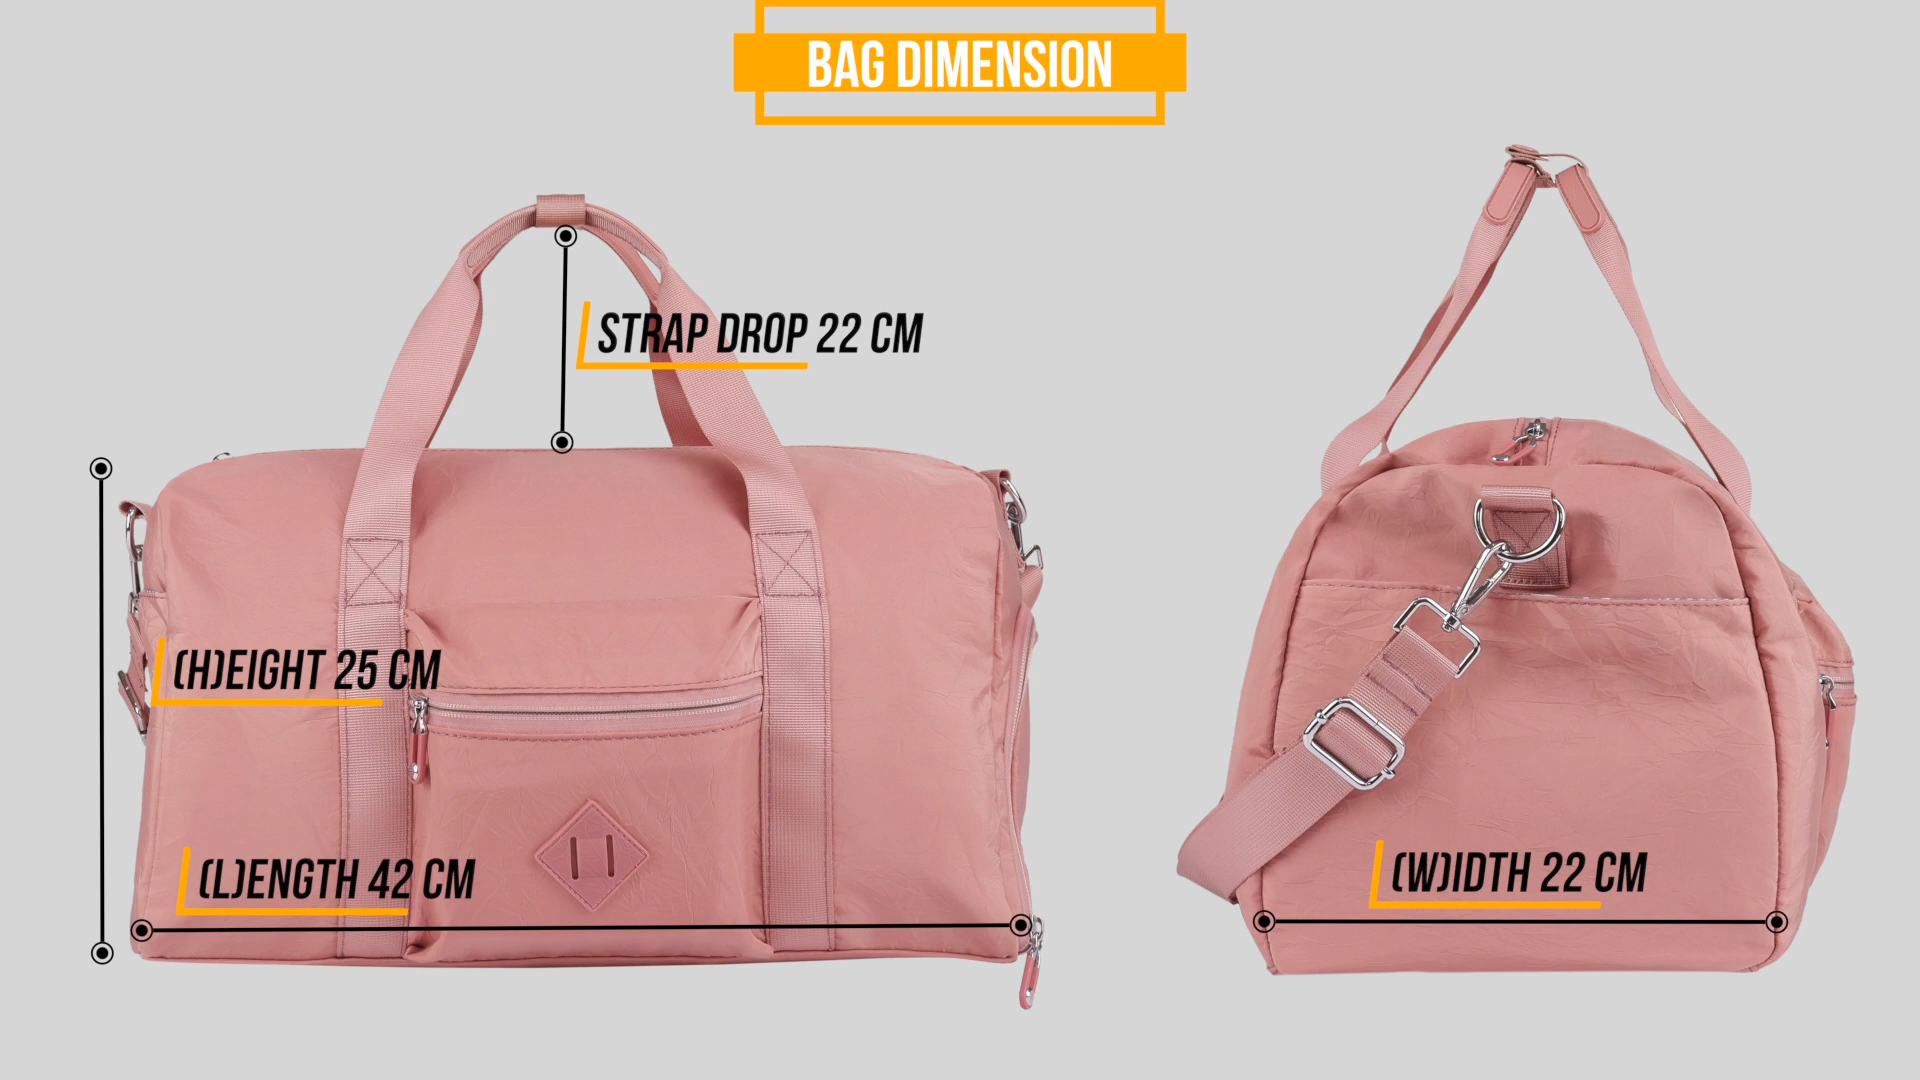 BAG DIMENSION
STRAP DROP 22 CM
(H)EIGHT 25 CM
(L)ENGTH 42 CM
(W)IDTH 22 CM